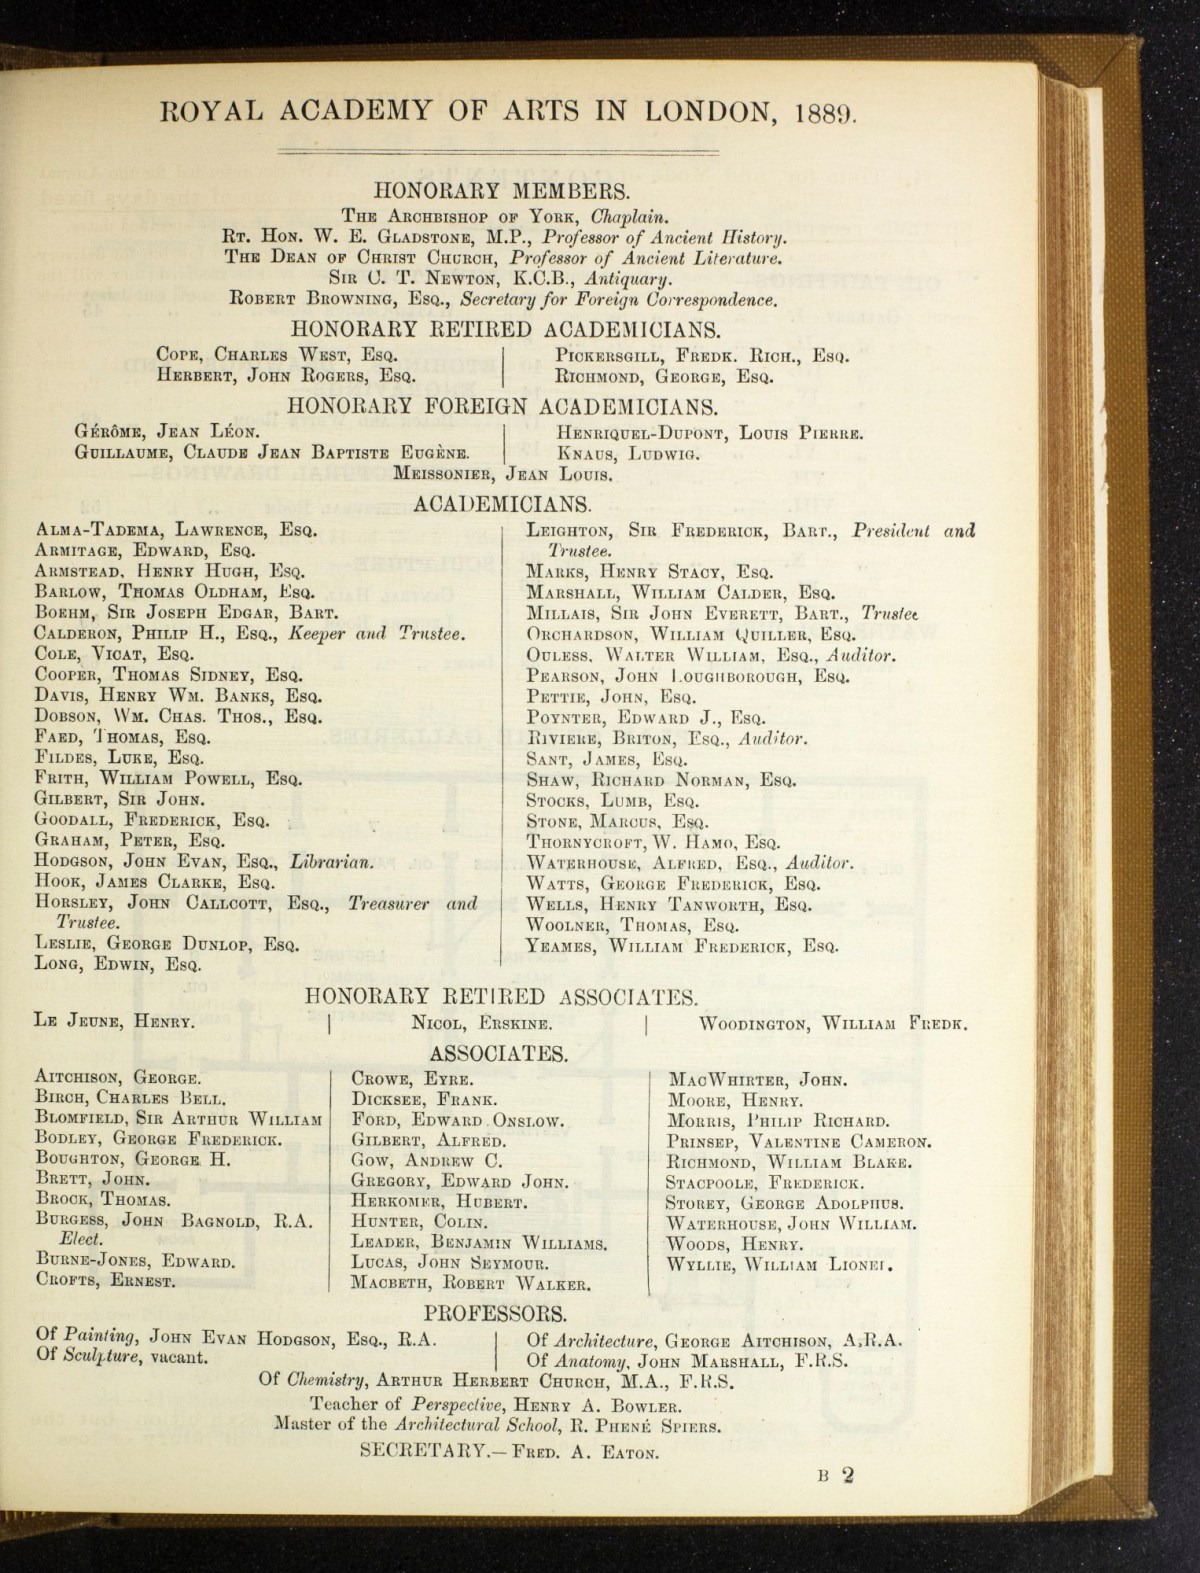 ROYAL ACADEMY OF ARTS IN LONDON, 1889.
HONORARY MEMBERS.
THE ARCHBISHOP OF YORK, Chaplain.
RT. HON. W. E. GLADSTONE, M.P., Professor of Ancient History.
THE DEAN OF CHRIST CHURCH, Professor of Ancient Literature.
SIR C. T. NEWTON, K.C.B., Antiquary.
ROBERT BROWNING, ESQ., Secretary for Foreign Correspondence.
HONORARY RETIRED ACADEMICIANS.
COPE, CHARLES WEST, ESQ.
HERBERT, JOHN ROGERS, ESQ.
PICKERSGILL, FREDK. RICH., ESQ.
RICHMOND, GEORGE, ESQ.
HONORARY FOREIGN ACADEMICIANS.
GÉRÔME, JEAN LÉON.
GUILLAUME, CLAUDE JEAN BAPTISTE EUGÈNE.
HENRIQUEL-DUPONT, LOUIS PIERRE.
KNAUS, LUDWIG.
MEISSONIER, JEAN LOUIS.
ACADEMICIANS.
ALMA-TADEMA, LAWRENCE, ESQ.
ARMITAGE, EDWARD, ESQ.
ARMSTEAD, HENRY HUGH, ESQ.
BARLOW, THOMAS OLDHAM, ESQ.
BOEHM, SIR JOSEPH EDGAR, BART.
CALDERON, PHILIP H., ESQ., Keeper and Trustee.
COLE, VICAT, ESQ.
COOPER, THOMAS SIDNEY, ESQ.
DAVIS, HENRY WM. BANKS, ESQ.
DOBSON, WM. CHAS. THOS., ESQ.
FAED, THOMAS, ESQ.
FILDES, LUKE, ESQ.
FRITH, WILLIAM POWELL, ESQ.
GILBERT, SIR JOHN.
GOODALL, FREDERICK, ESQ.
GRAHAM, PETER, ESQ.
HODGSON, JOHN EVAN, ESQ., Librarian.
HOOK, JAMES CLARKE, ESQ.
HORSLEY, JOHN CALLCOTT, ESQ., Treasurer and
Trustee.
LESLIE, GEORGE DUNLOP, ESQ.
LONG, EDWIN, ESQ.
LEIGHTON, SIR FREDERICK, BART., President and
Trustee.
MARKS, HENRY STACY, ESQ.
MARSHALL, WILLIAM CALDER, ESQ.
MILLAIS, SIR JOHN EVERETT, BART., Trustee
ORCHARDSON, WILLIAM QUILLER, ESQ.
OULESS, WALTER WILLIAM, ESQ., Auditor.
PEARSON, JOHN LOUGHBOROUGH, ESQ.
PETTIE, JOHN, ESQ.
POYNTER, EDWARD J., ESQ.
RIVIERE, BRITON, ESQ., Auditor.
SANT, JAMES, ESQ.
SHAW, RICHARD NORMAN, ESQ.
STOCKS, LUMB, ESQ.
STONE, MARCUS, ESQ.
THORNYCROFT, W. HAMO, ESQ.
WATERHOUSE, ALFRED, ESQ., Auditor.
WATTS, GEORGE FREDERICK, ESQ.
WELLS, HENRY TANWORTH, ESQ.
WOOLNER, THOMAS, ESQ.
YEAMES, WILLIAM FREDERICK, ESQ.
HONORARY RETIRED ASSOCIATES.
LE JEUNE, HENRY. | NICOL, ERSKINE. | WOODINGTON, WILLIAM FREDK.
ASSOCIATES.
AITCHISON, GEORGE.
BIRCH, CHARLES BELL.
BLOMFIELD, SIR ARTHUR WILLIAM
BODLEY, GEORGE FREDERICK.
BOUGHTON, GEORGE H.
BRETT, JOHN.
BROCK, THOMAS.
BURGESS, JOHN BAGNOLD, R.A.
Elect.
BURNE-JONES, EDWARD.
CROFTS, ERNEST.
CROWE, EYRE.
DICKSEE, FRANK.
FORD, EDWARD ONSLOW.
GILBERT, ALFRED.
GOW, ANDREW C.
GREGORY, EDWARD JOHN.
HERKOMER, HUBERT.
HUNTER, COLIN.
LEADER, BENJAMIN WILLIAMS.
LUCAS, JOHN SEYMOUR.
MACBETH, ROBERT WALKER.
MACWHIRTER, JOHN.
MOORE, HENRY.
MORRIS, PHILIP RICHARD.
PRINSEP, VALENTINE CAMERON.
RICHMOND, WILLIAM BLAKE.
STACPOOLE, FREDERICK.
STOREY, GEORGE ADOLPHUS.
WATERHOUSE, JOHN WILLIAM.
WOODS, HENRY.
WYLLIE, WILLIAM LIONEL.
PROFESSORS.
Of Painting, JOHN EVAN HODGSON, ESQ., R.A.
Of Sculpture, vacant.
Of Architecture, GEORGE AITCHISON, A.R.A.
Of Anatomy, JOHN MARSHALL, F.R.S.
Of Chemistry, ARTHUR HERBERT CHURCH, M.A., F.R.S.
Teacher of Perspective, HENRY A. BOWLER.
Master of the Architectural School, R. PHENÉ SPIERS.
SECRETARY.—FRED. A. EATON.
B 2